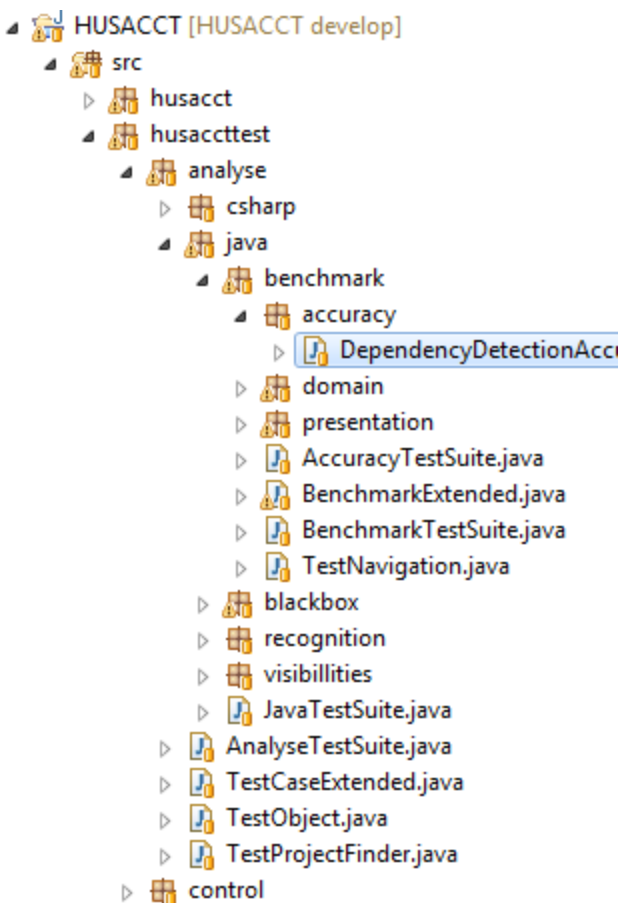 HUSACCT [HUSACCT develop]
src
husacct
husaccttest
analyse
csharp
java
benchmark
accuracy
DependencyDetectionAccu
domain
presentation
AccuracyTestSuite.java
BenchmarkExtended.java
BenchmarkTestSuite.java
TestNavigation.java
blackbox
recognition
visibillities
JavaTestSuite.java
AnalyseTestSuite.java
TestCaseExtended.java
TestObject.java
TestProjectFinder.java
control